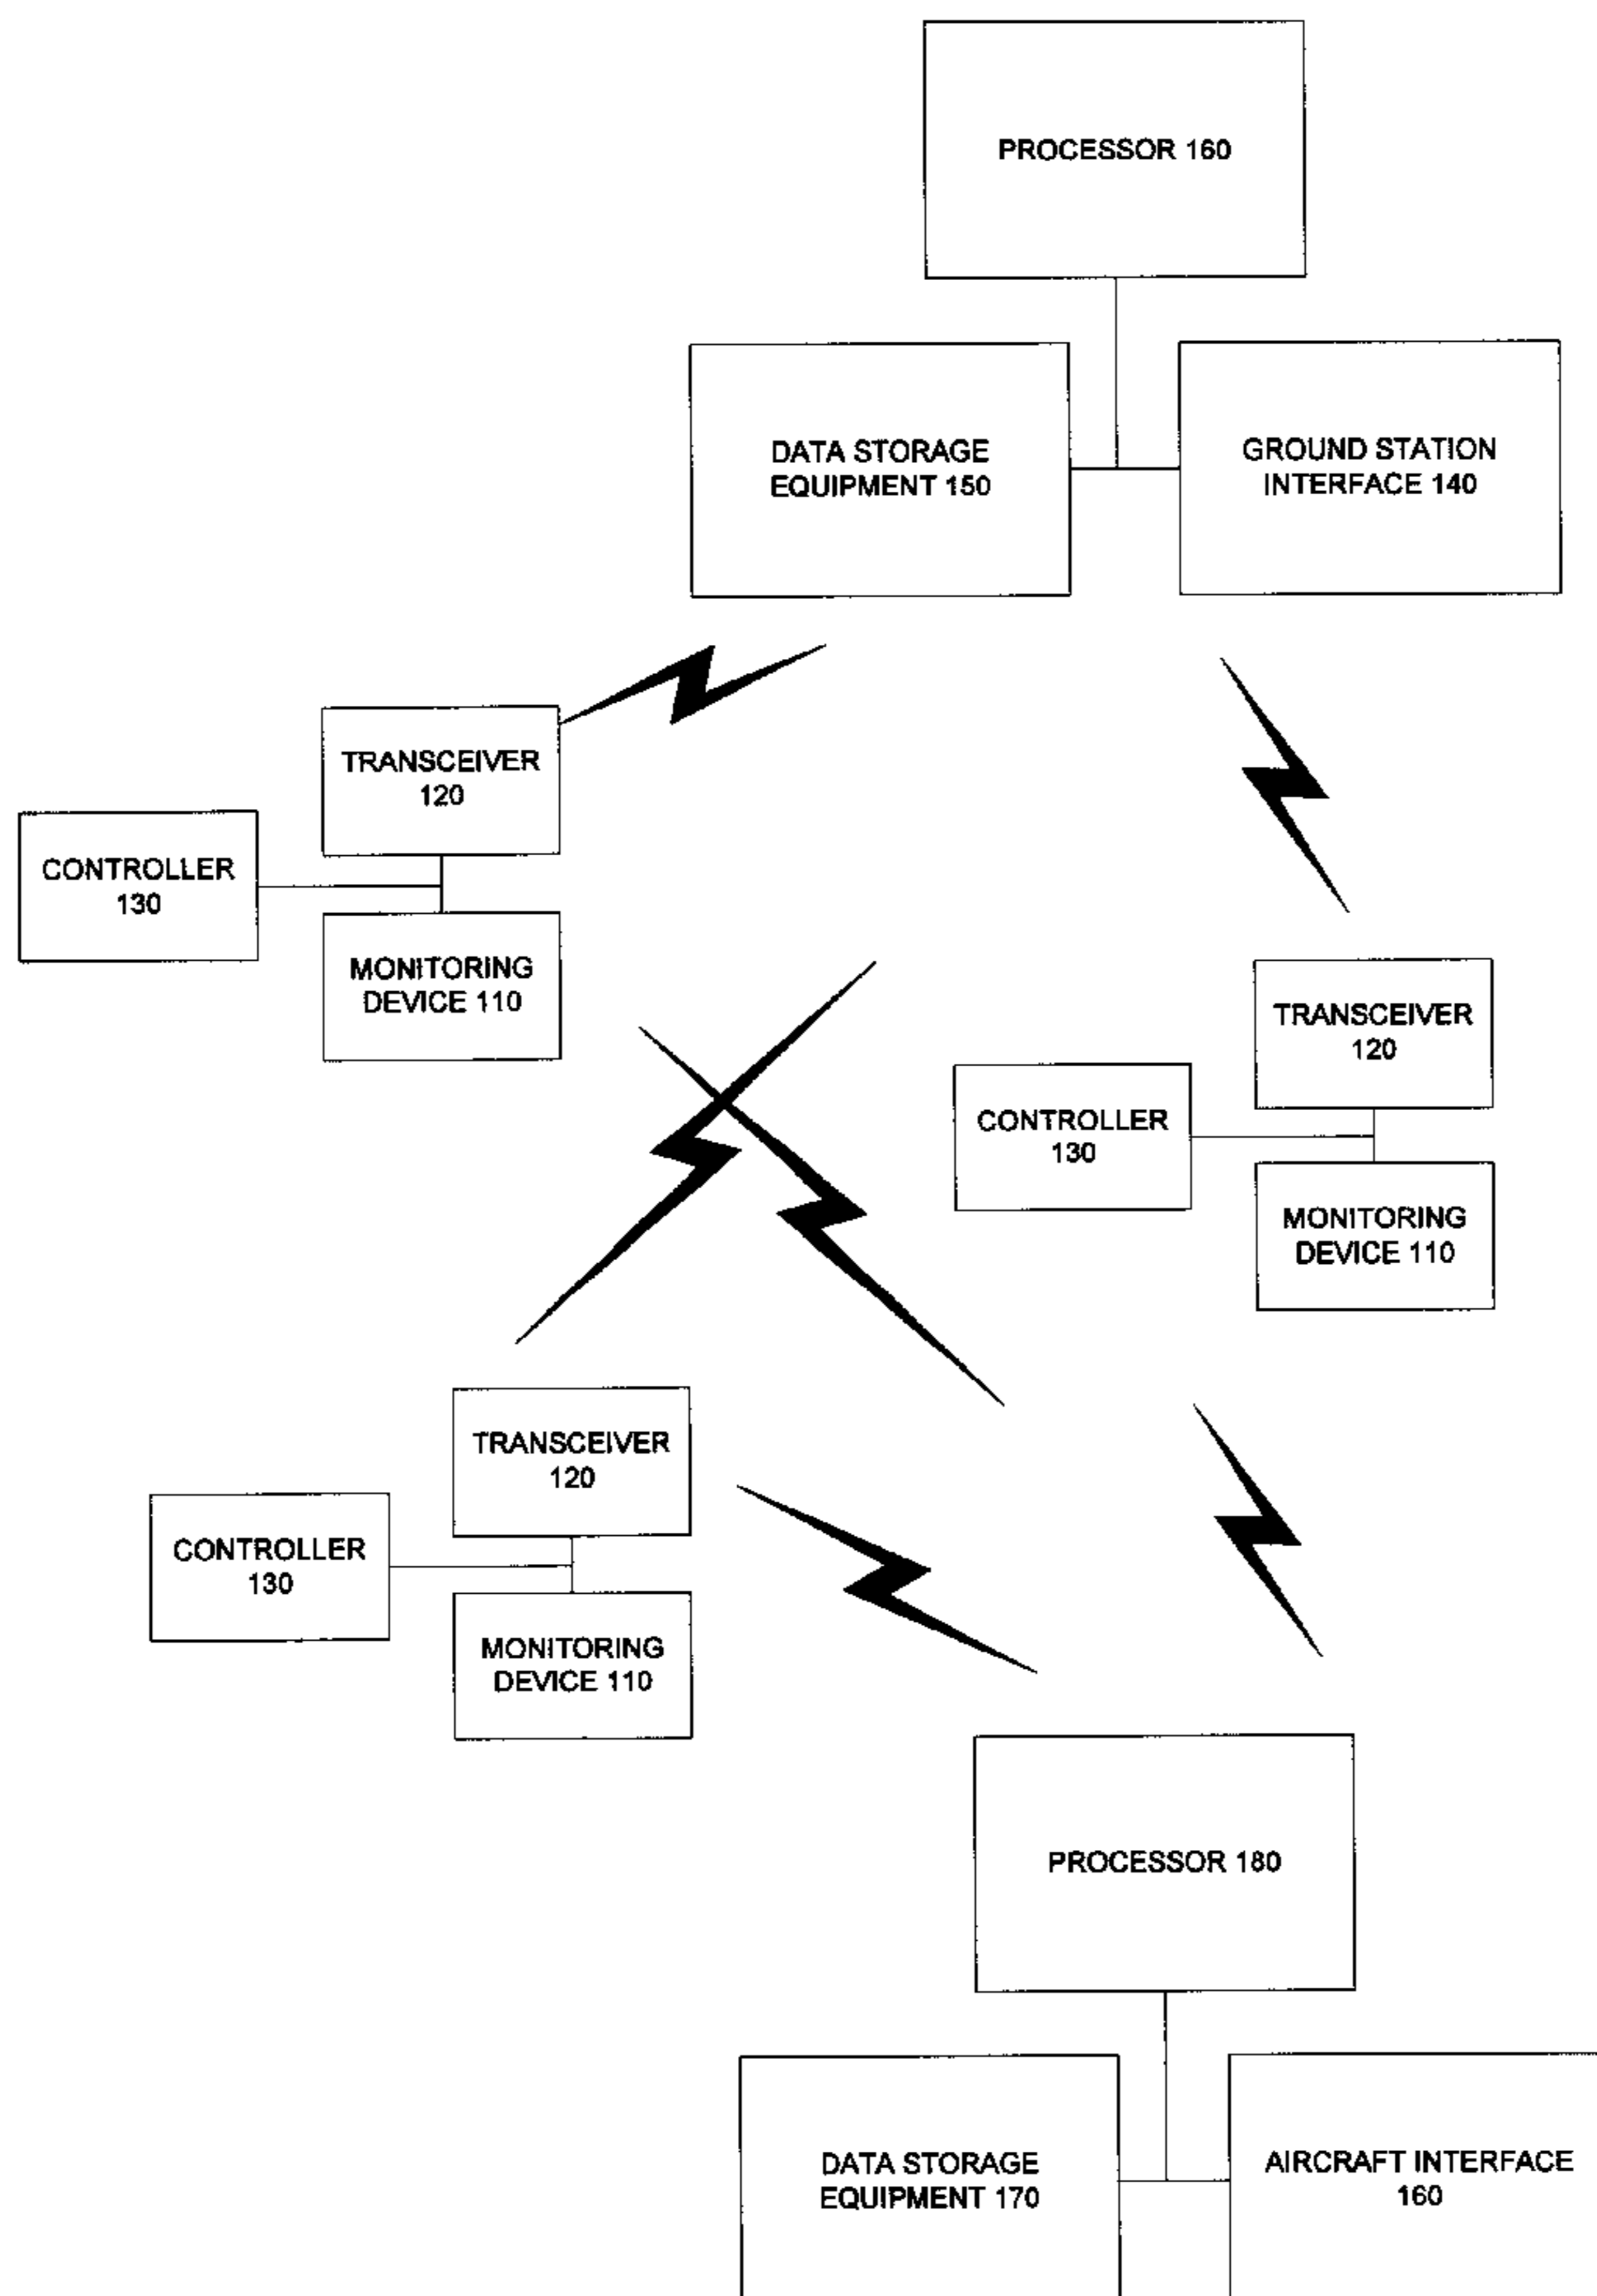 PROCESSOR 160
DATA STORAGE
EQUIPMENT 150
GROUND STATION
INTERFACE 140
TRANSCEIVER
120
CONTROLLER
130
MONITORING
DEVICE 110
TRANSCEIVER
120
CONTROLLER
130
MONITORING
DEVICE 110
TRANSCEIVER
120
CONTROLLER
130
MONITORING
DEVICE 110
PROCESSOR 180
DATA STORAGE
EQUIPMENT 170
AIRCRAFT INTERFACE
160